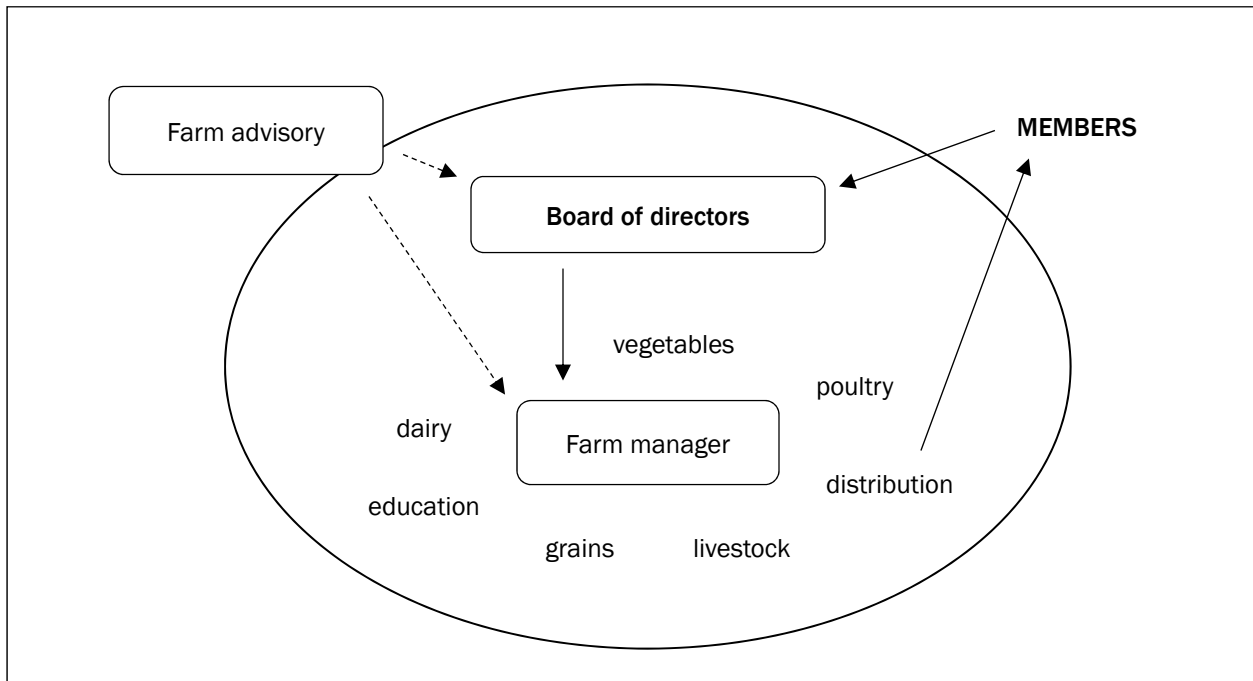 Farm advisory
MEMBERS
Board of directors
vegetables
poultry
dairy
Farm manager
distribution
education
grains
livestock